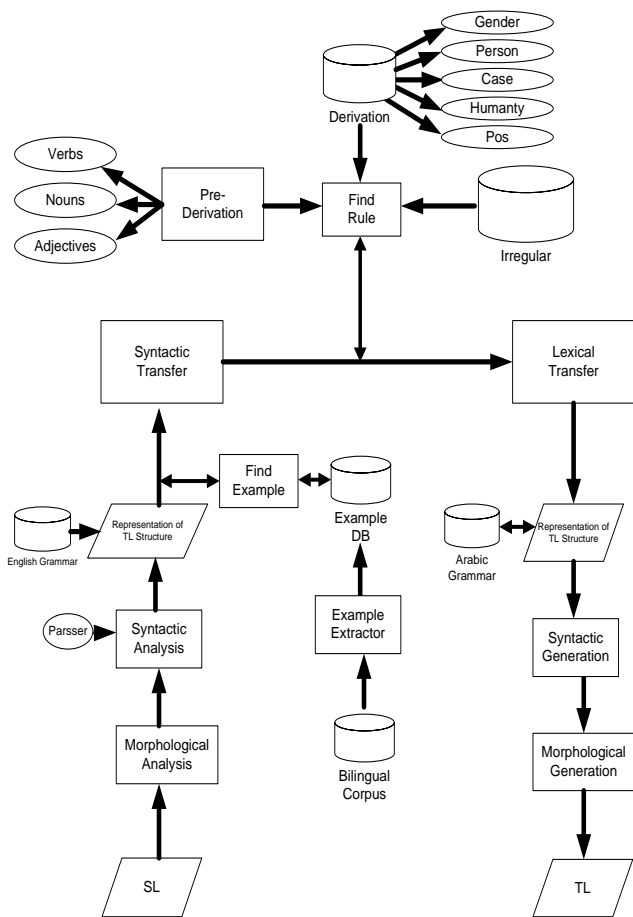 Gender
Person
Case
Humanty
Pos
Derivation
Verbs
Nouns
Adjectives
Pre-
Derivation
Find
Rule
Irregular
Syntactic
Transfer
Lexical
Transfer
Find
Example
Example
DB
English Grammar
Representation of
TL Structure
Arabic
Grammar
Representation of
TL Structure
Parsser
Syntactic
Analysis
Example
Extractor
Syntactic
Generation
Morphological
Analysis
Bilingual
Corpus
Morphological
Generation
SL
TL